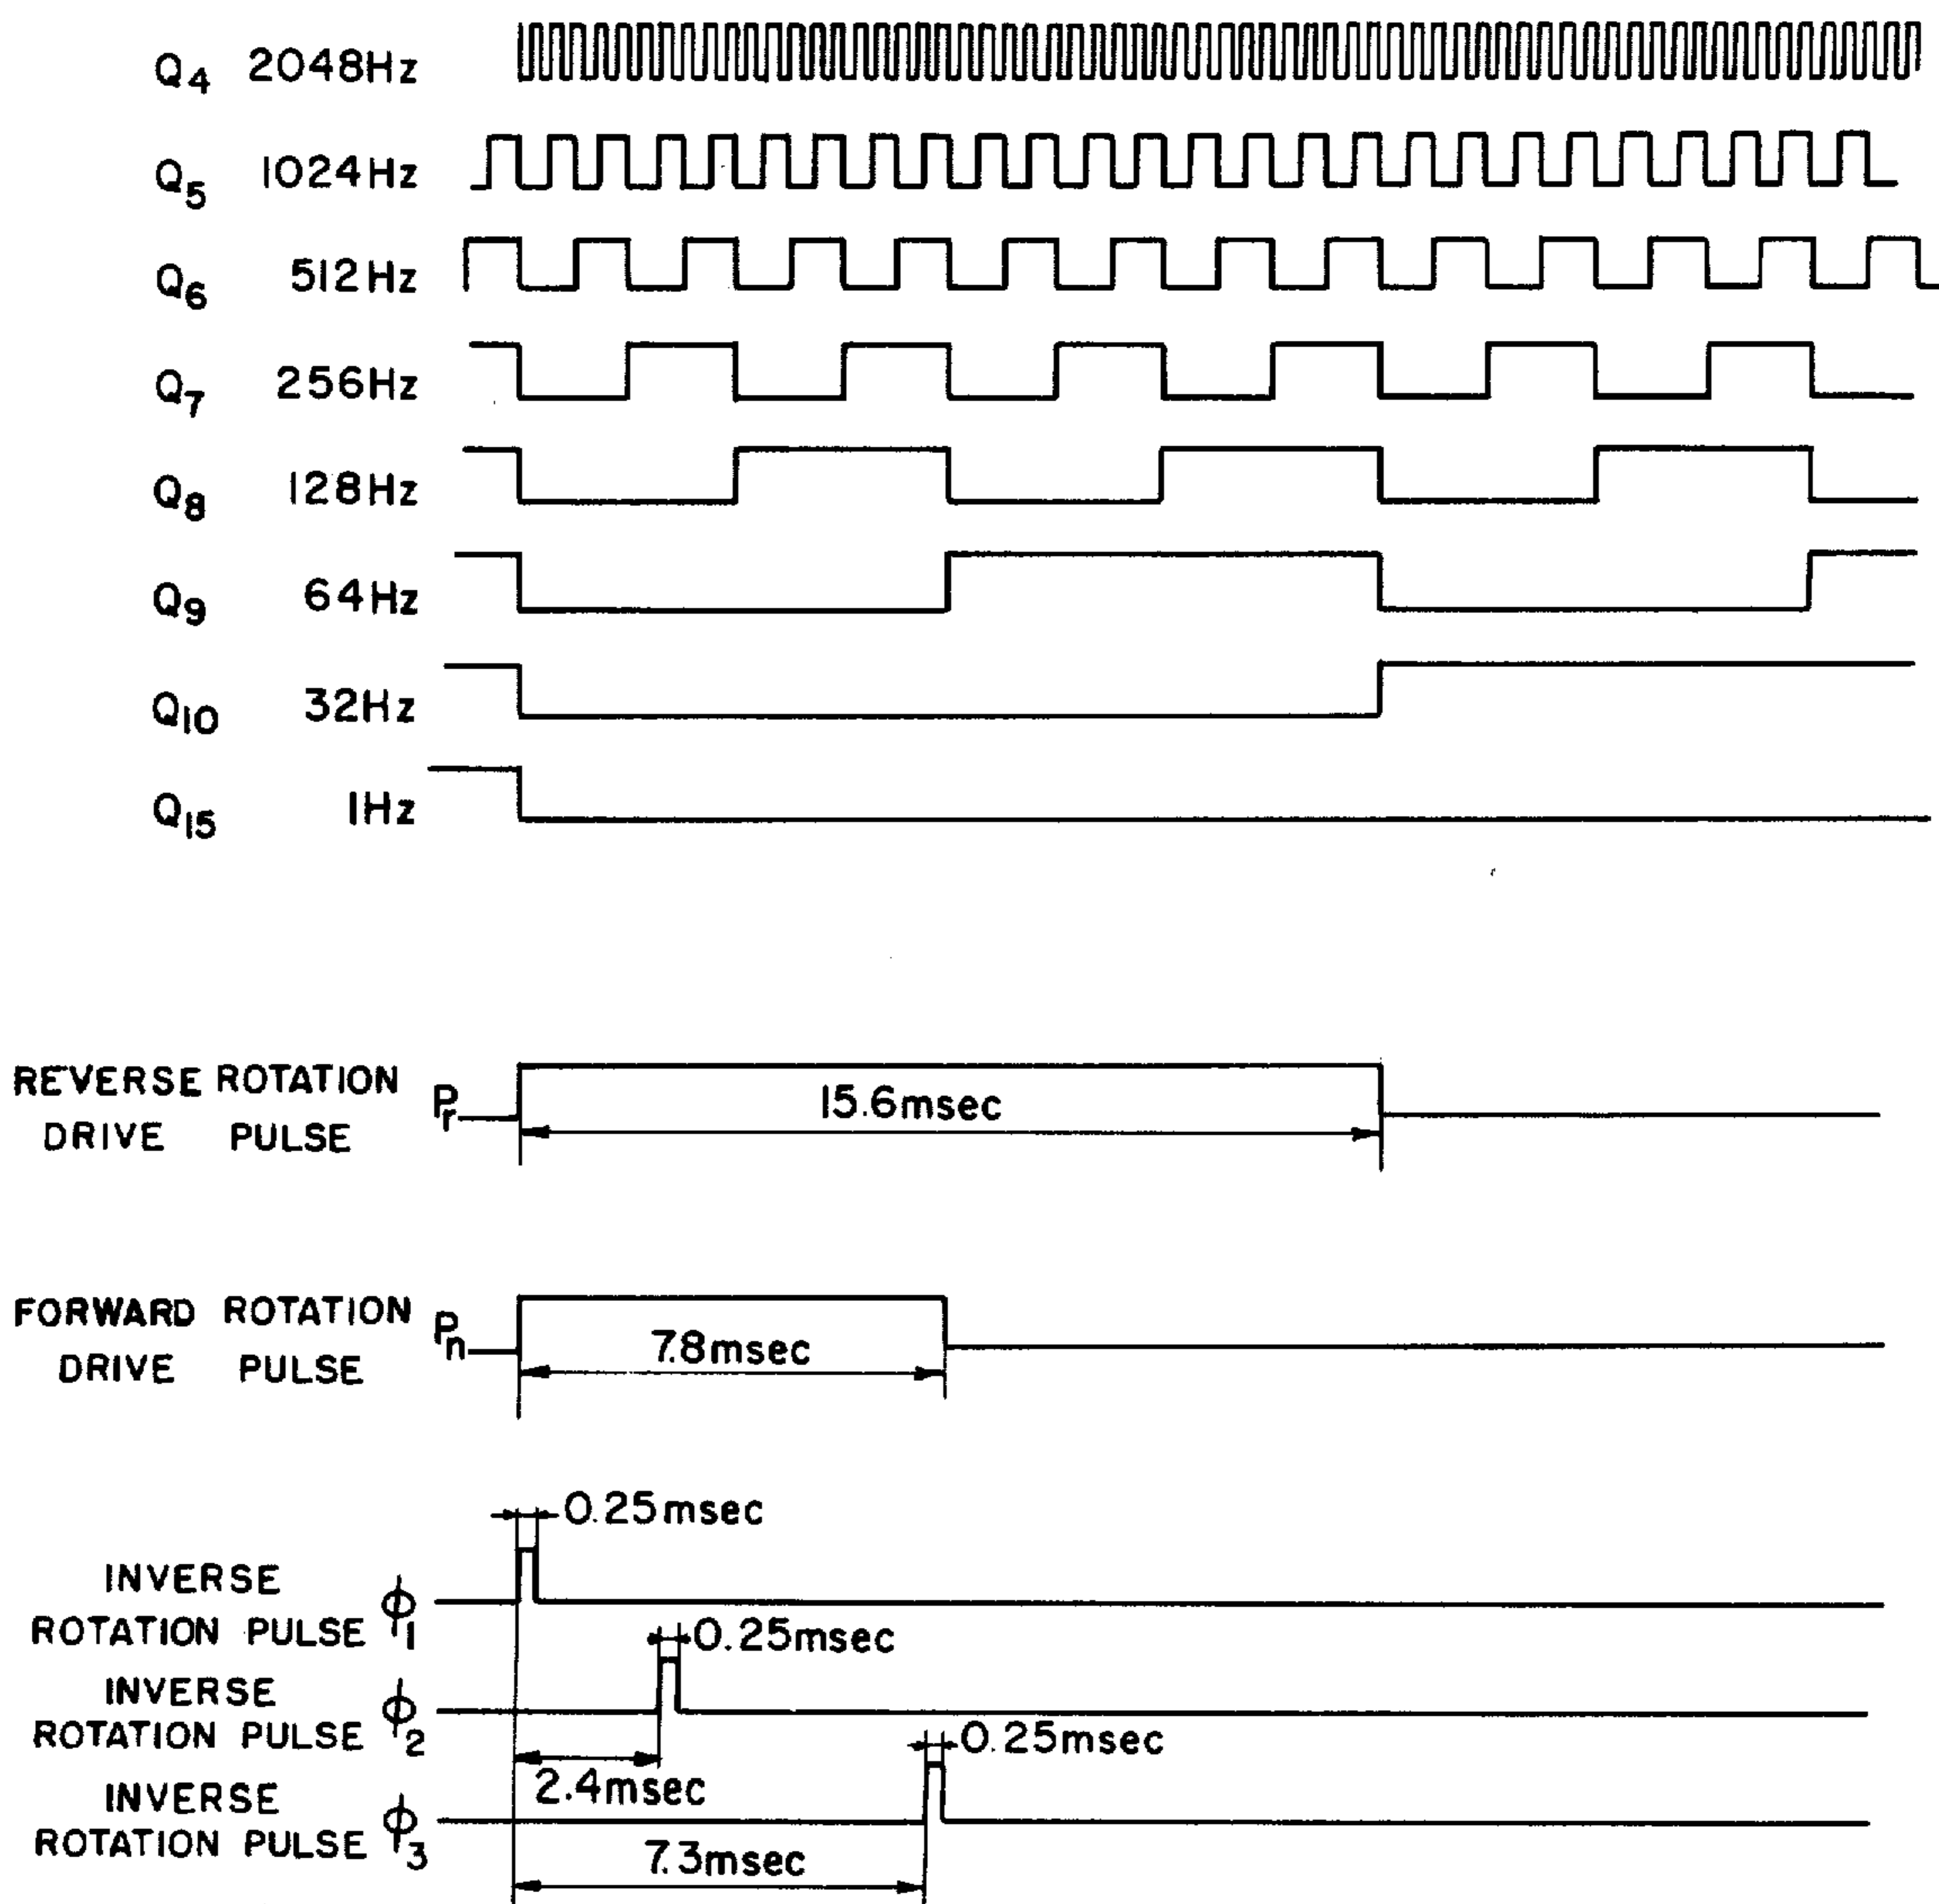 Q4 2048Hz
Q5 1024Hz
Q6 512Hz
Q7 256Hz
Q8 128Hz
Q9 64Hz
Q10 32Hz
Q15 1Hz
REVERSE ROTATION
DRIVE PULSE
Pr
15.6msec
FORWARD ROTATION
DRIVE PULSE
Pn
7.8msec
0.25msec
INVERSE
ROTATION PULSE ϕ1
0.25msec
INVERSE
ROTATION PULSE ϕ2
2.4msec
0.25msec
INVERSE
ROTATION PULSE ϕ3
7.3msec